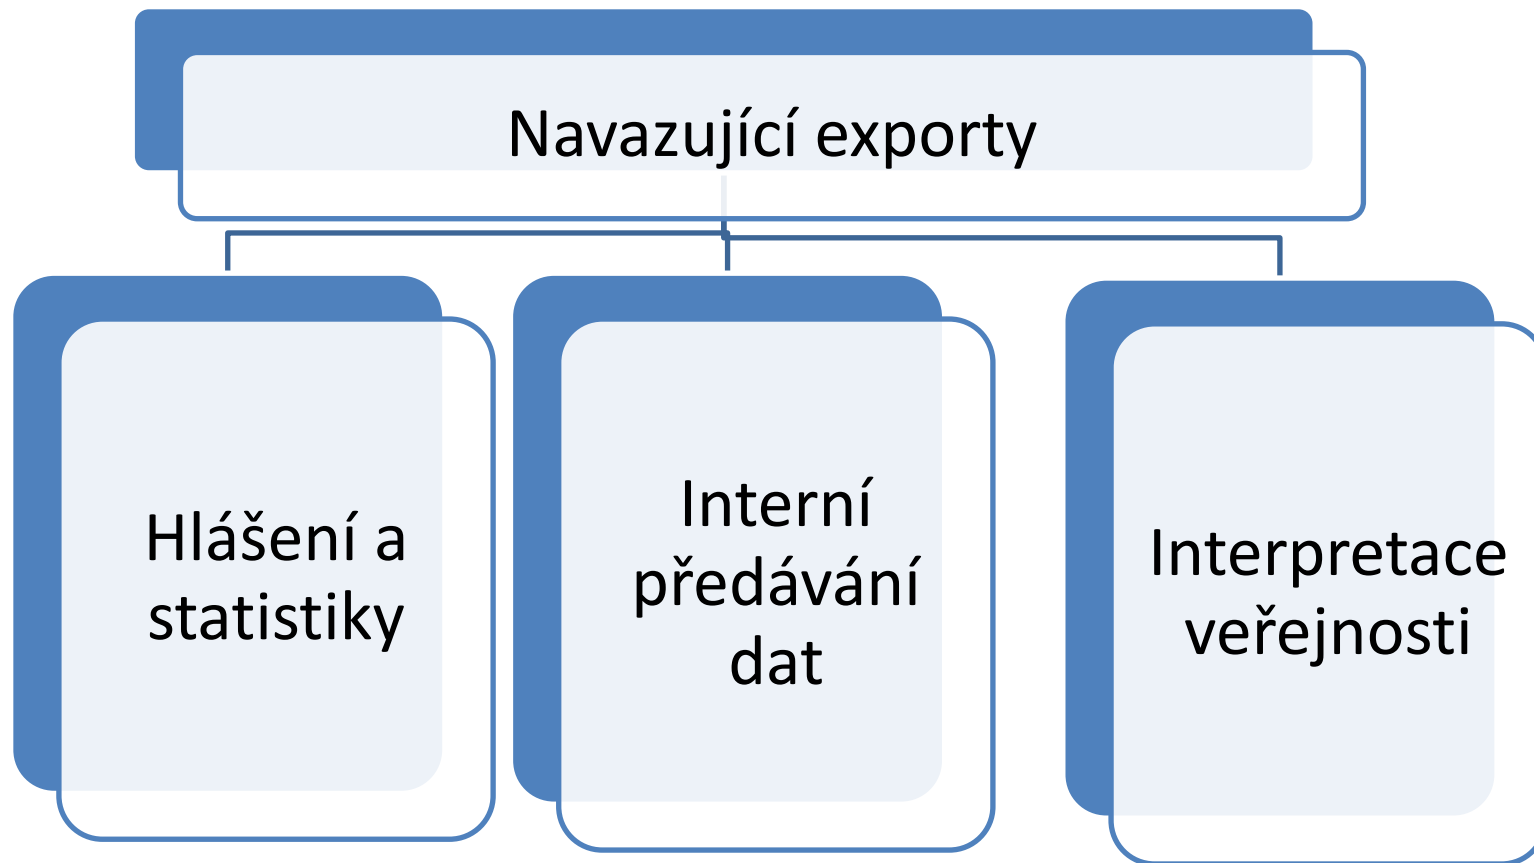 Navazující exporty
Hlášení a
statistiky
Interní
předávání
dat
Interpretace
veřejnosti